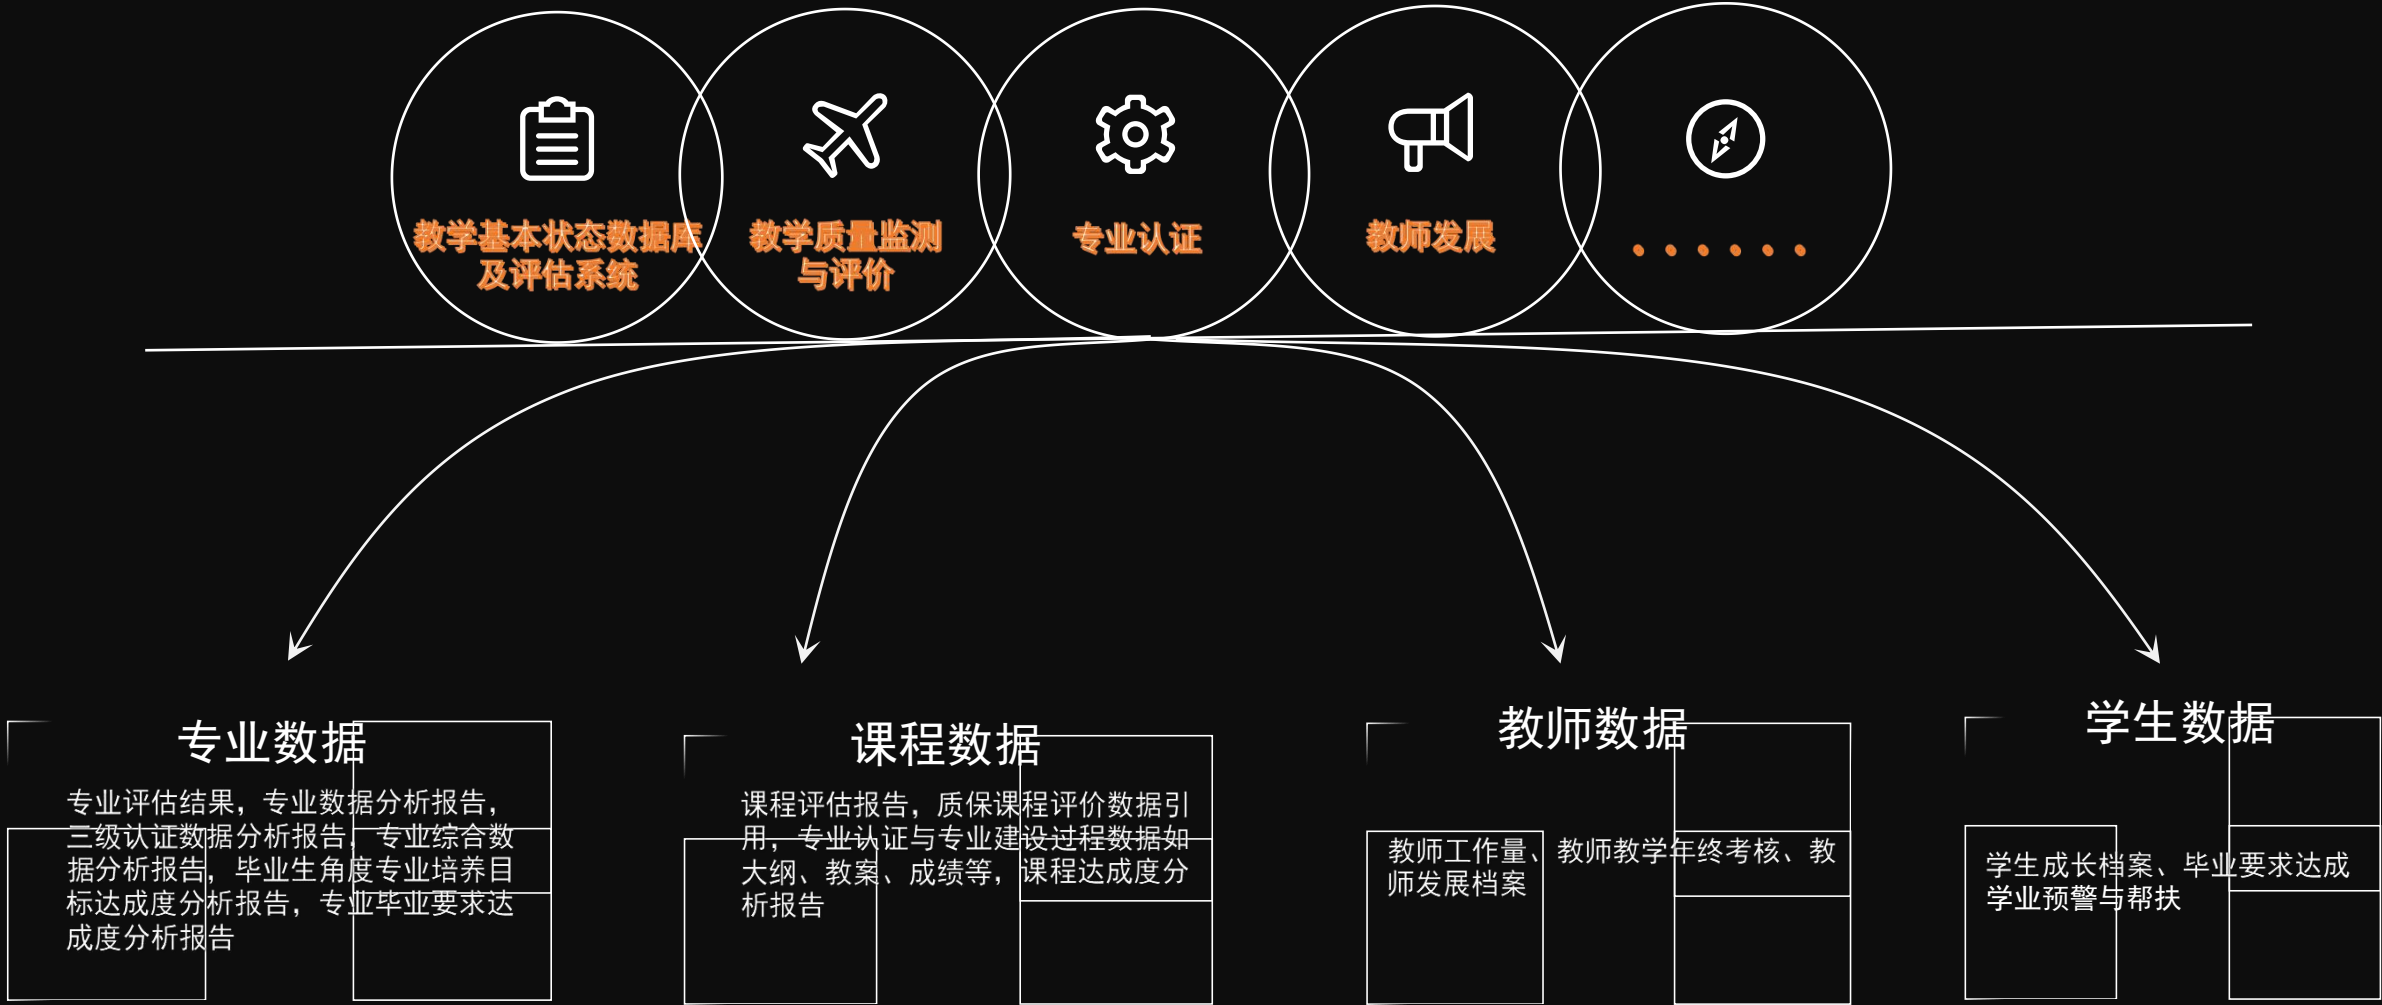 教学基本状态数据库
及评估系统
教学质量监测
与评价
专业认证
教师发展
······
专业数据
专业评估结果，专业数据分析报告，
三级认证数据分析报告，专业综合数
据分析报告，毕业生角度专业培养目
标达成度分析报告，专业毕业要求达
成度分析报告
课程数据
课程评估报告，质保课程评价数据引
用，专业认证与专业建设过程数据如
大纲、教案、成绩等，课程达成度分
析报告
教师数据
教师工作量、教师教学年终考核、教
师发展档案
学生数据
学生成长档案、毕业要求达成
学业预警与帮扶